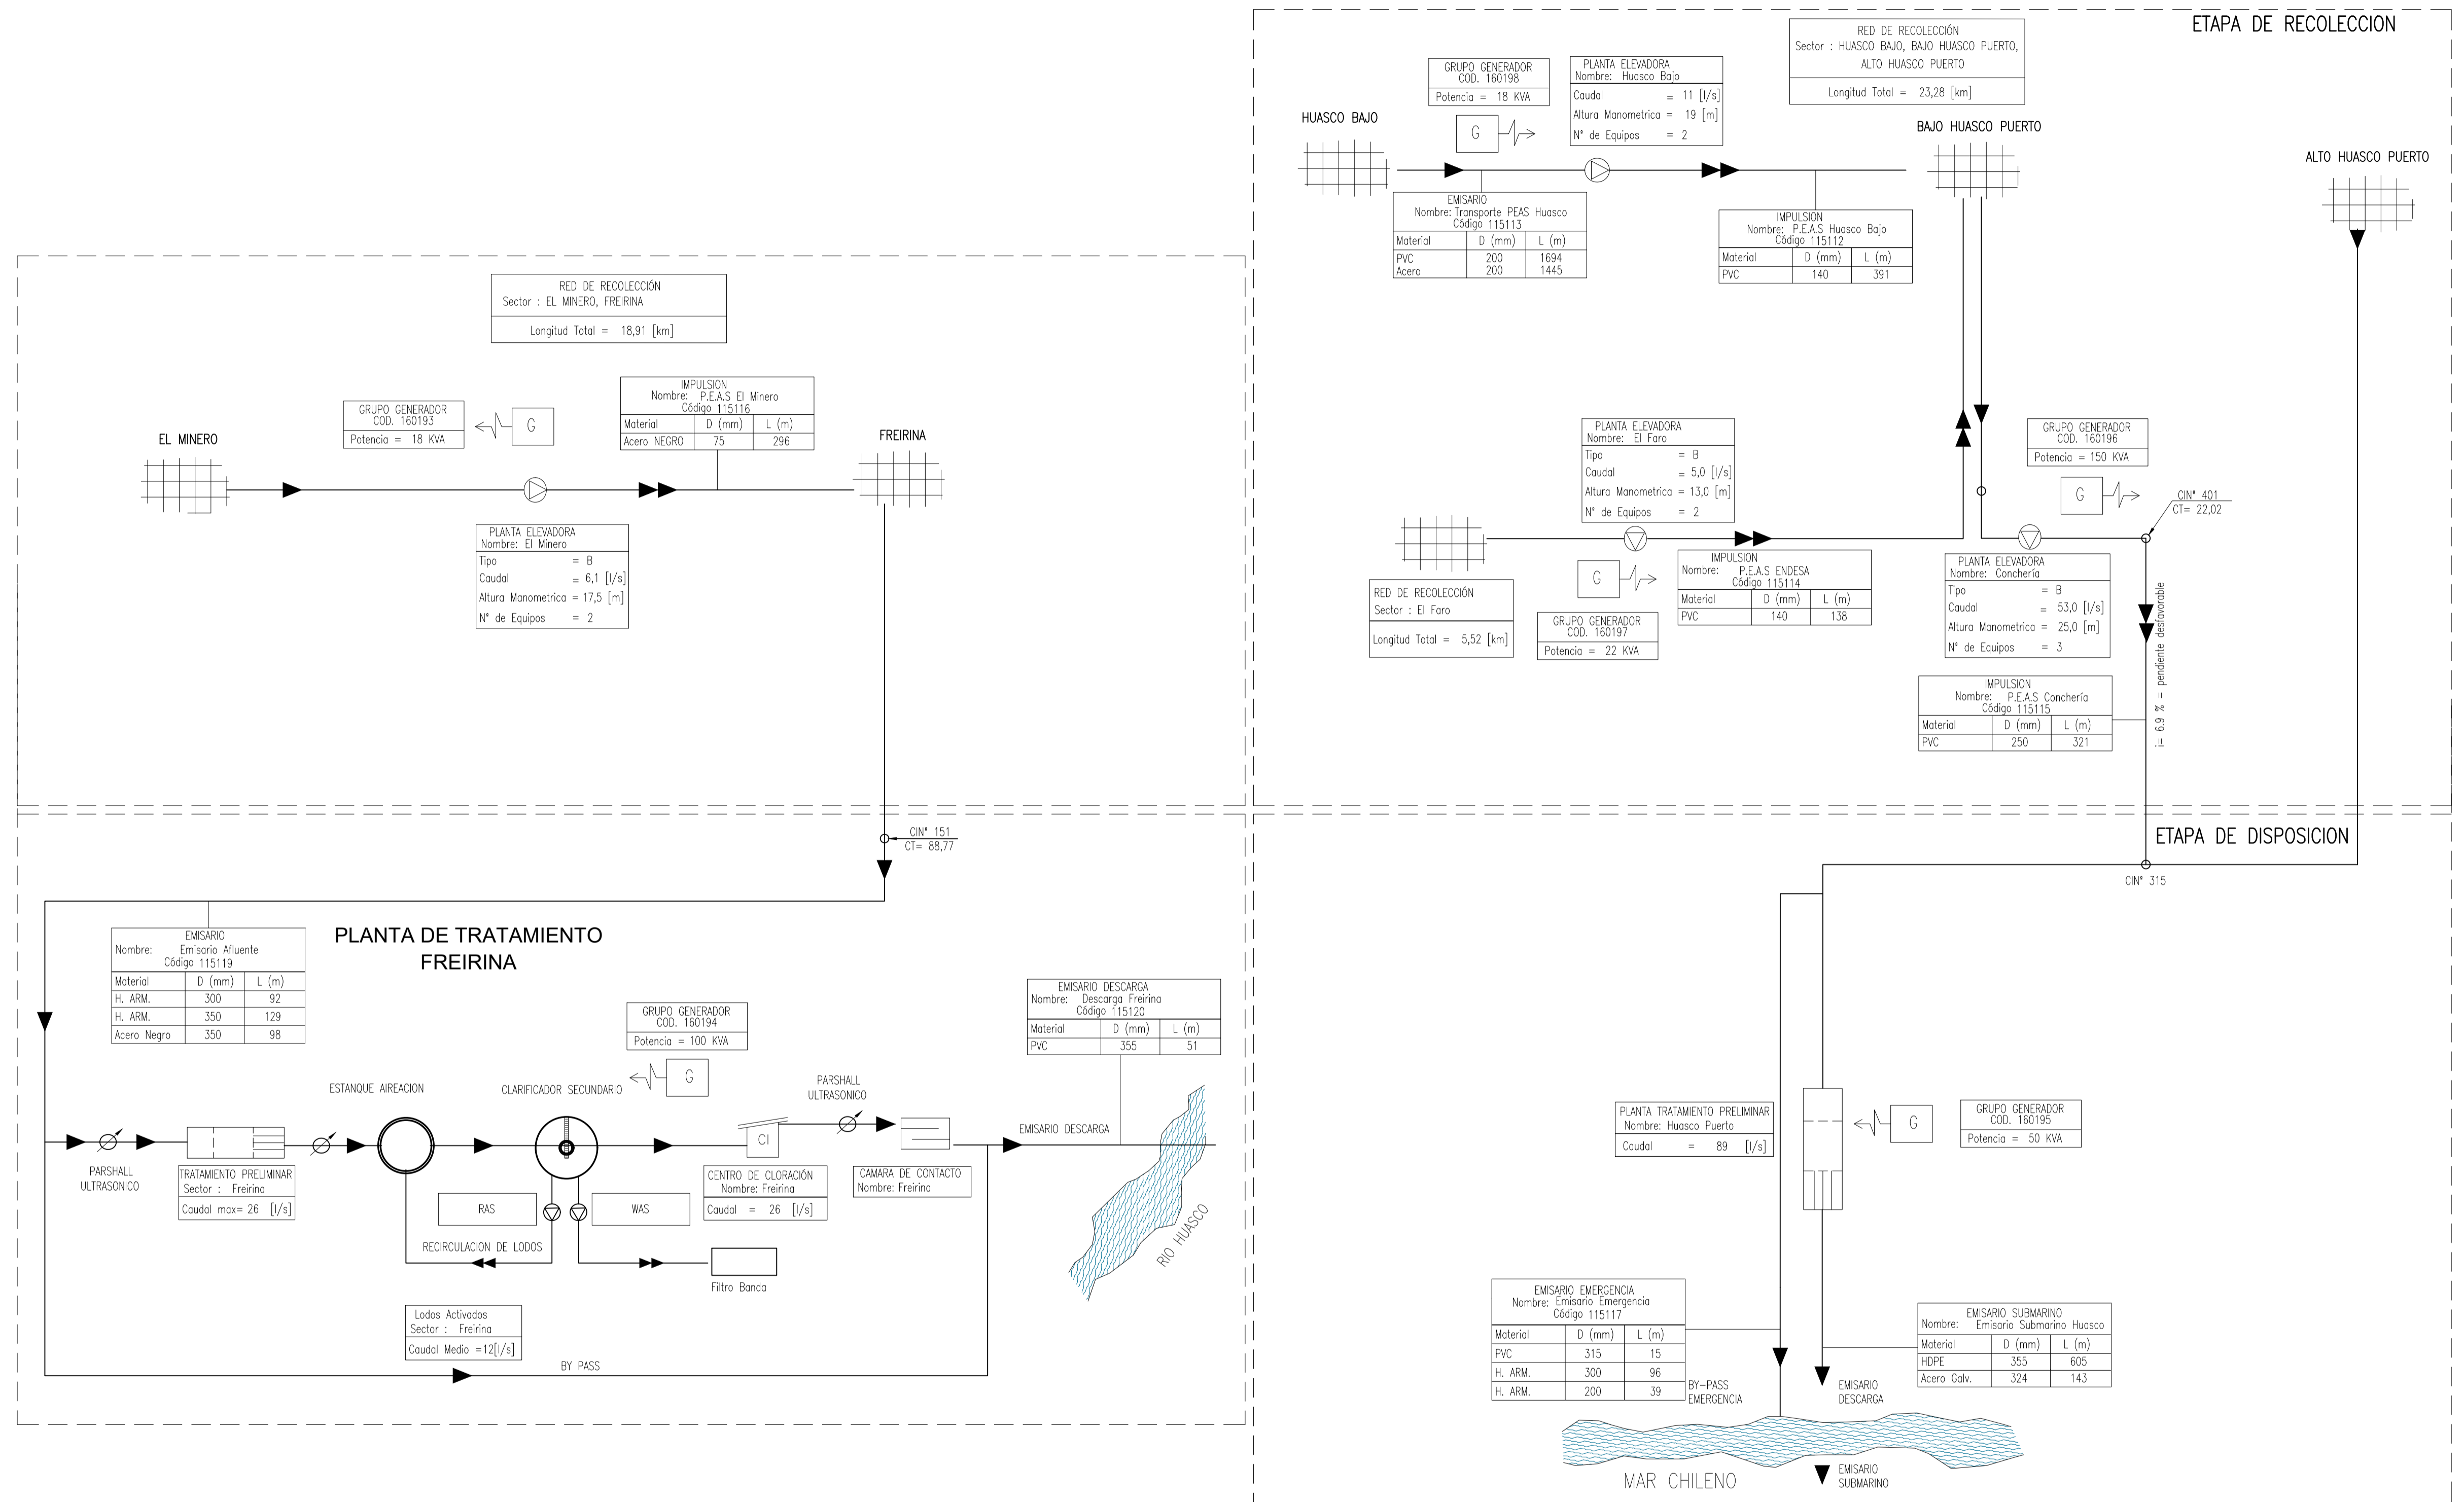 ETAPA DE RECOLECCION
RED DE RECOLECCIÓN
Sector : HUASCO BAJO, BAJO HUASCO PUERTO,
ALTO HUASCO PUERTO
Longitud Total = 23,28 [km]
GRUPO GENERADOR
COD. 160198
Potencia = 18 KVA
G
PLANTA ELEVADORA
Nombre: Huasco Bajo
Caudal = 11 [l/s]
Altura Manometrica = 19 [m]
N° de Equipos = 2
HUASCO BAJO
BAJO HUASCO PUERTO
ALTO HUASCO PUERTO
EMISARIO
Nombre: Transporte PEAS Huasco
Código 115113
Material D (mm) L (m)
PVC 200 1694
Acero 200 1445
IMPULSION
Nombre: P.E.A.S Huasco Bajo
Código 115112
Material D (mm) L (m)
PVC 140 391
RED DE RECOLECCIÓN
Sector : EL MINERO, FREIRINA
Longitud Total = 18,91 [km]
GRUPO GENERADOR
COD. 160193
Potencia = 18 KVA
G
IMPULSION
Nombre: P.E.A.S El Minero
Código 115116
Material D (mm) L (m)
Acero NEGRO 75 296
EL MINERO
FREIRINA
PLANTA ELEVADORA
Nombre: El Minero
Tipo = B
Caudal = 6,1 [l/s]
Altura Manometrica = 17,5 [m]
N° de Equipos = 2
PLANTA ELEVADORA
Nombre: El Faro
Tipo = B
Caudal = 5,0 [l/s]
Altura Manometrica = 13,0 [m]
N° de Equipos = 2
GRUPO GENERADOR
COD. 160196
Potencia = 150 KVA
G
CIN° 401
CT= 22,02
RED DE RECOLECCIÓN
Sector : El Faro
Longitud Total = 5,52 [km]
G
GRUPO GENERADOR
COD. 160197
Potencia = 22 KVA
IMPULSION
Nombre: P.E.A.S ENDESA
Código 115114
Material D (mm) L (m)
PVC 140 138
PLANTA ELEVADORA
Nombre: Conchería
Tipo = B
Caudal = 53,0 [l/s]
Altura Manometrica = 25,0 [m]
N° de Equipos = 3
i= 6.9 % = pendiente desfavorable
IMPULSION
Nombre: P.E.A.S Conchería
Código 115115
Material D (mm) L (m)
PVC 250 321
CIN° 151
CT= 88,77
ETAPA DE DISPOSICION
CIN° 315
PLANTA DE TRATAMIENTO
FREIRINA
EMISARIO
Nombre: Emisario Afluente
Código 115119
Material D (mm) L (m)
H. ARM. 300 92
H. ARM. 350 129
Acero Negro 350 98
GRUPO GENERADOR
COD. 160194
Potencia = 100 KVA
G
EMISARIO DESCARGA
Nombre: Descarga Freirina
Código 115120
Material D (mm) L (m)
PVC 355 51
ESTANQUE AIREACION
CLARIFICADOR SECUNDARIO
PARSHALL
ULTRASONICO
Cl
EMISARIO DESCARGA
PARSHALL
ULTRASONICO
TRATAMIENTO PRELIMINAR
Sector : Freirina
Caudal max= 26 [l/s]
RAS
WAS
CENTRO DE CLORACIÓN
Nombre: Freirina
Caudal = 26 [l/s]
CAMARA DE CONTACTO
Nombre: Freirina
RECIRCULACION DE LODOS
Filtro Banda
RIO HUASCO
Lodos Activados
Sector : Freirina
Caudal Medio =12[l/s]
BY PASS
PLANTA TRATAMIENTO PRELIMINAR
Nombre: Huasco Puerto
Caudal = 89 [l/s]
G
GRUPO GENERADOR
COD. 160195
Potencia = 50 KVA
EMISARIO EMERGENCIA
Nombre: Emisario Emergencia
Código 115117
Material D (mm) L (m)
PVC 315 15
H. ARM. 300 96
H. ARM. 200 39
BY-PASS
EMERGENCIA
EMISARIO
DESCARGA
EMISARIO SUBMARINO
Nombre: Emisario Submarino Huasco
Material D (mm) L (m)
HDPE 355 605
Acero Galv. 324 143
MAR CHILENO
EMISARIO
SUBMARINO